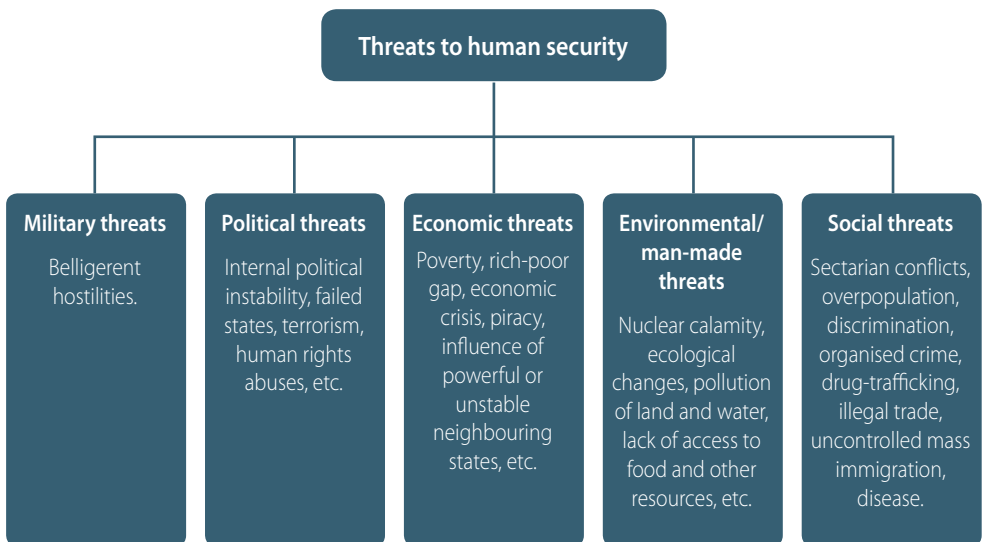 Threats to human security
Military threats
Belligerent
hostilities.
Political threats
Internal political
instability, failed
states, terrorism,
human rights
abuses, etc.
Economic threats
Poverty, rich-poor
gap, economic
crisis, piracy,
influence of
powerful or
unstable
neighbouring
states, etc.
Environmental/
man-made
threats
Nuclear calamity,
ecological
changes, pollution
of land and water,
lack of access to
food and other
resources, etc.
Social threats
Sectarian conflicts,
overpopulation,
discrimination,
organised crime,
drug-trafficking,
illegal trade,
uncontrolled mass
immigration,
disease.